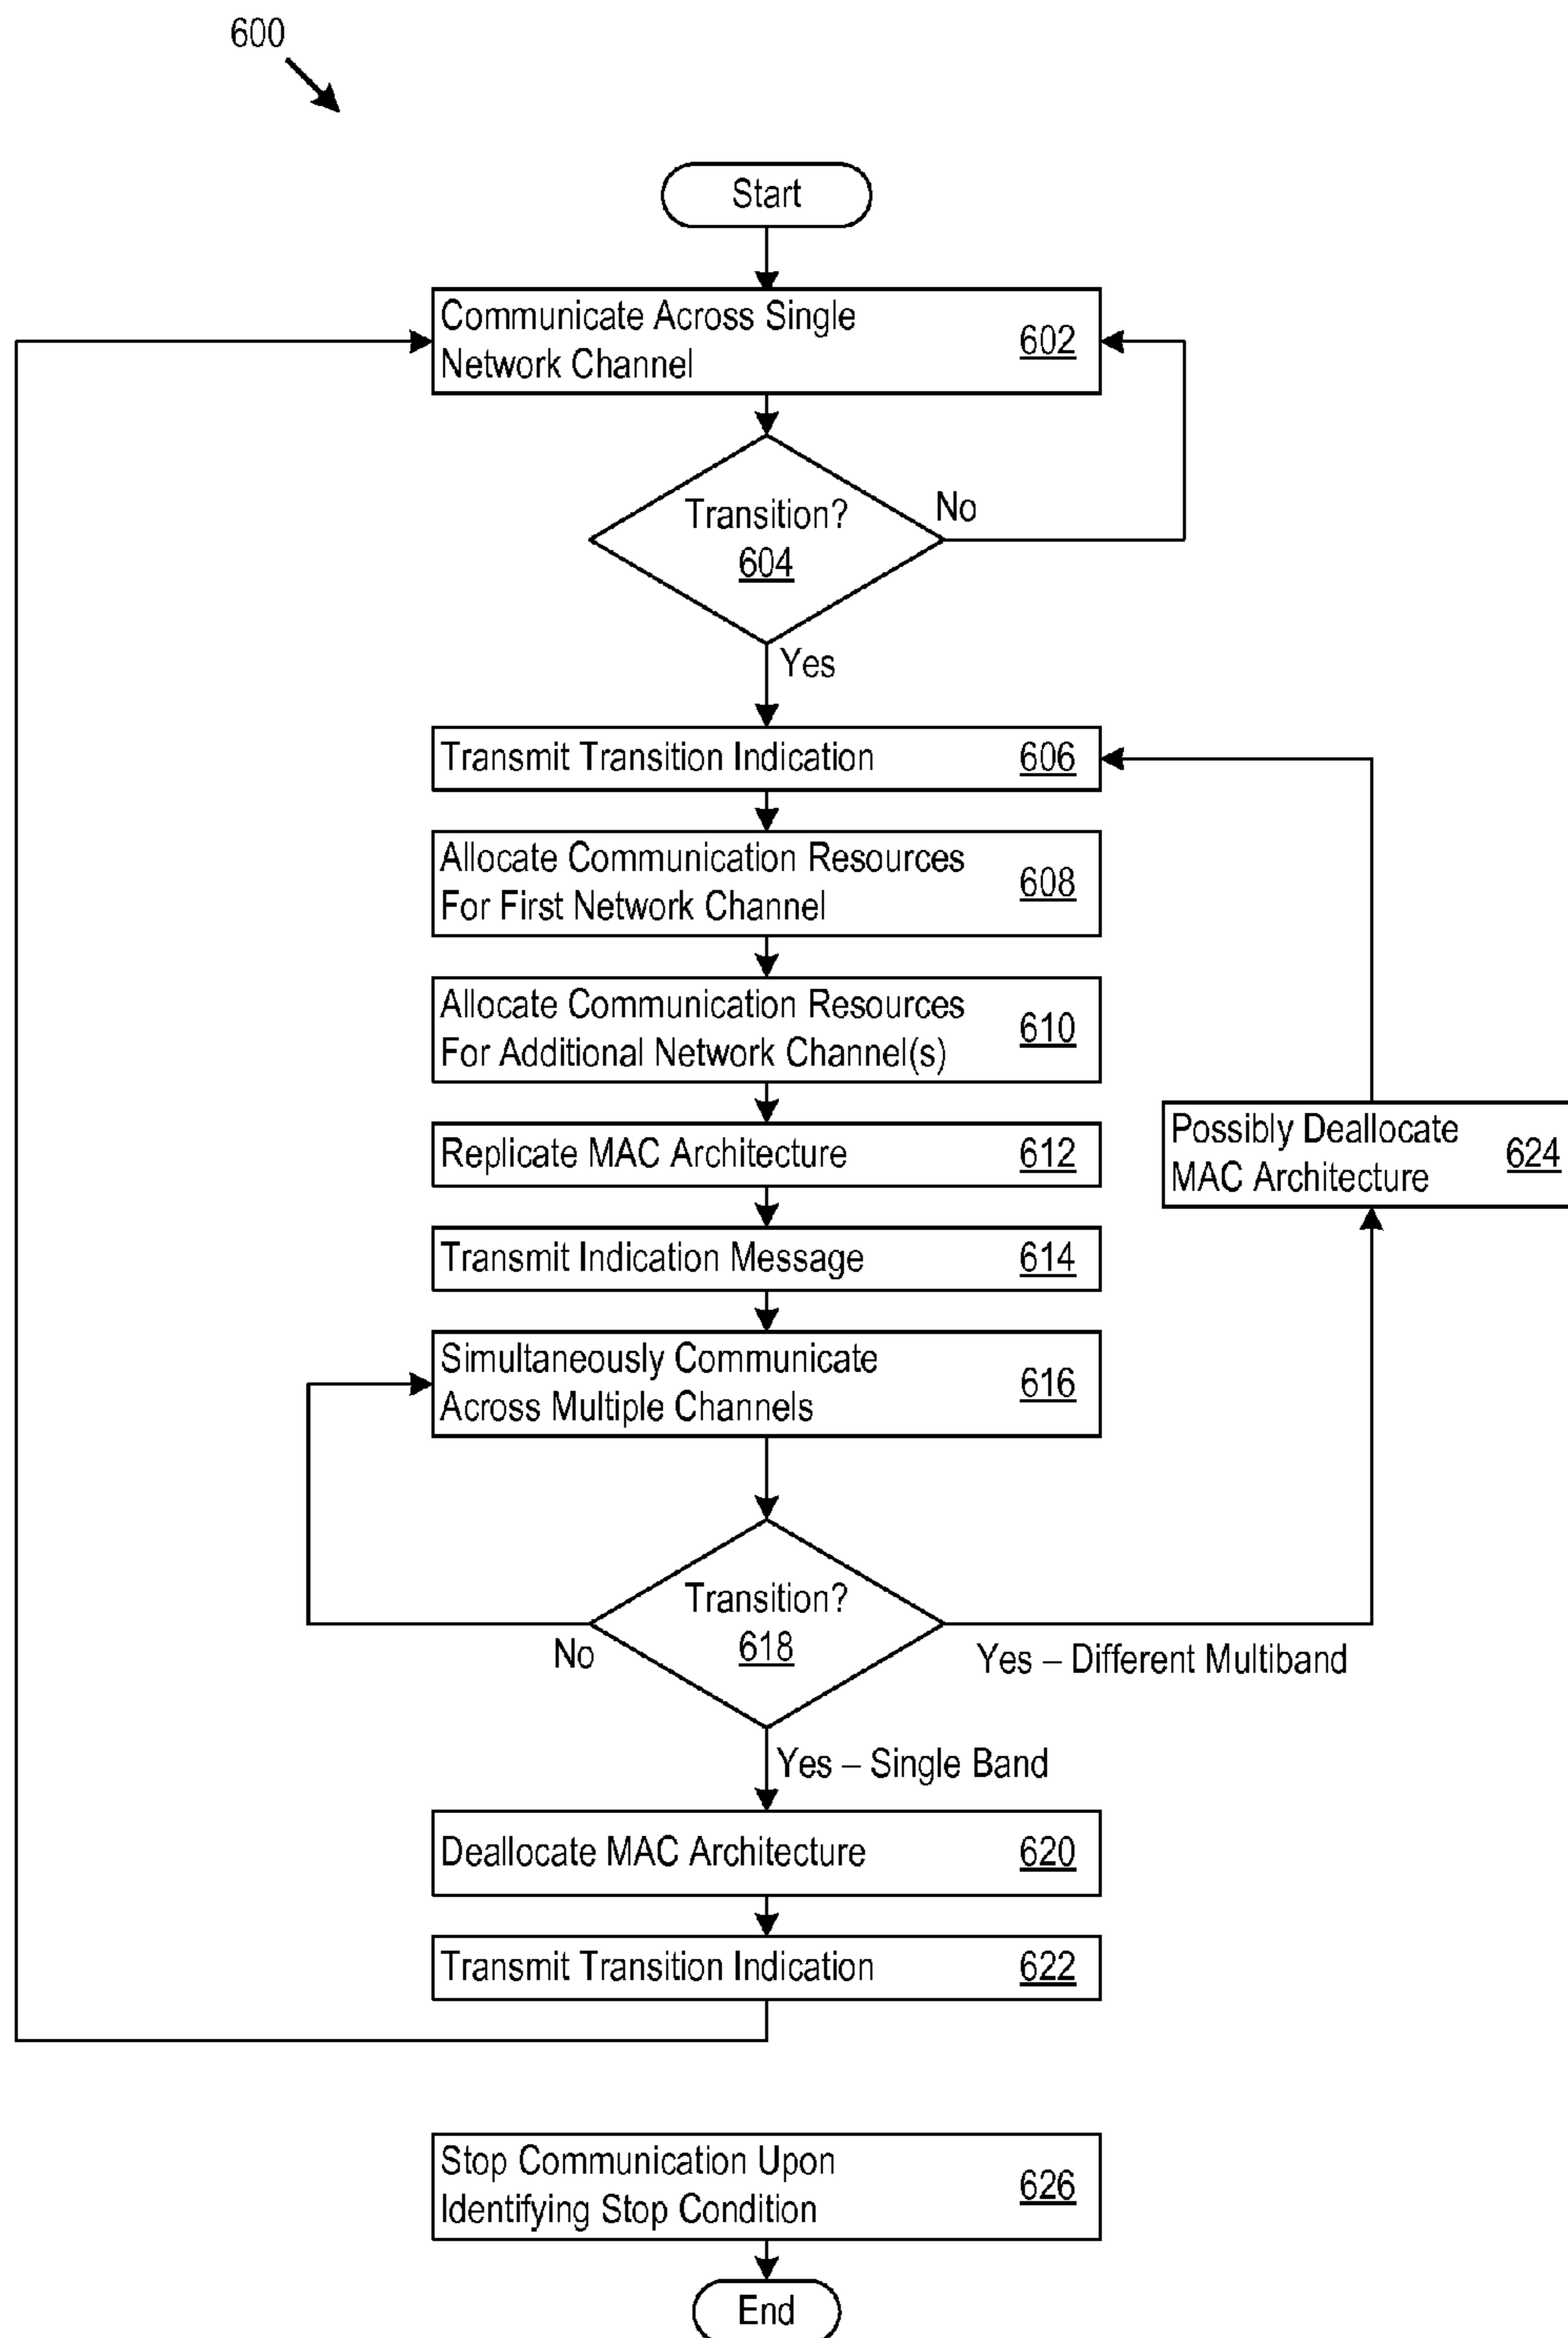 600
Start
Communicate Across Single
Network Channel
602
Transition?
604
No
Yes
Transmit Transition Indication
606
Allocate Communication Resources
For First Network Channel
608
Allocate Communication Resources
For Additional Network Channel(s)
610
Replicate MAC Architecture
612
Possibly Deallocate
MAC Architecture
624
Transmit Indication Message
614
Simultaneously Communicate
Across Multiple Channels
616
Transition?
618
No
Yes – Different Multiband
Yes – Single Band
Deallocate MAC Architecture
620
Transmit Transition Indication
622
Stop Communication Upon
Identifying Stop Condition
626
End